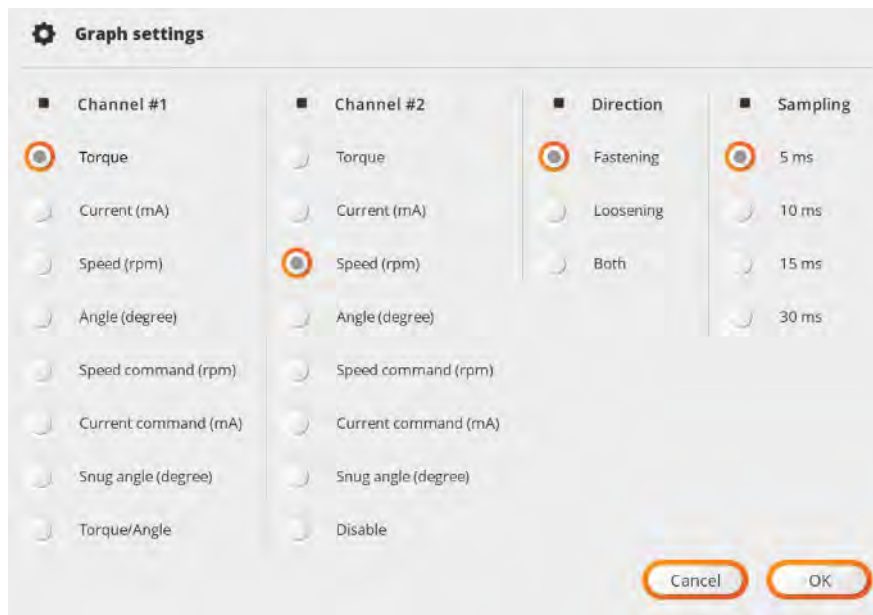 Graph settings
Channel #1
Torque
Current (mA)
Speed (rpm)
Angle (degree)
Speed command (rpm)
Current command (mA)
Snug angle (degree)
Torque/Angle
Channel #2
Torque
Current (mA)
Speed (rpm)
Angle (degree)
Speed command (rpm)
Current command (mA)
Snug angle (degree)
Disable
Direction
Fastening
Loosening
Both
Sampling
5 ms
10 ms
15 ms
30 ms
Cancel
OK